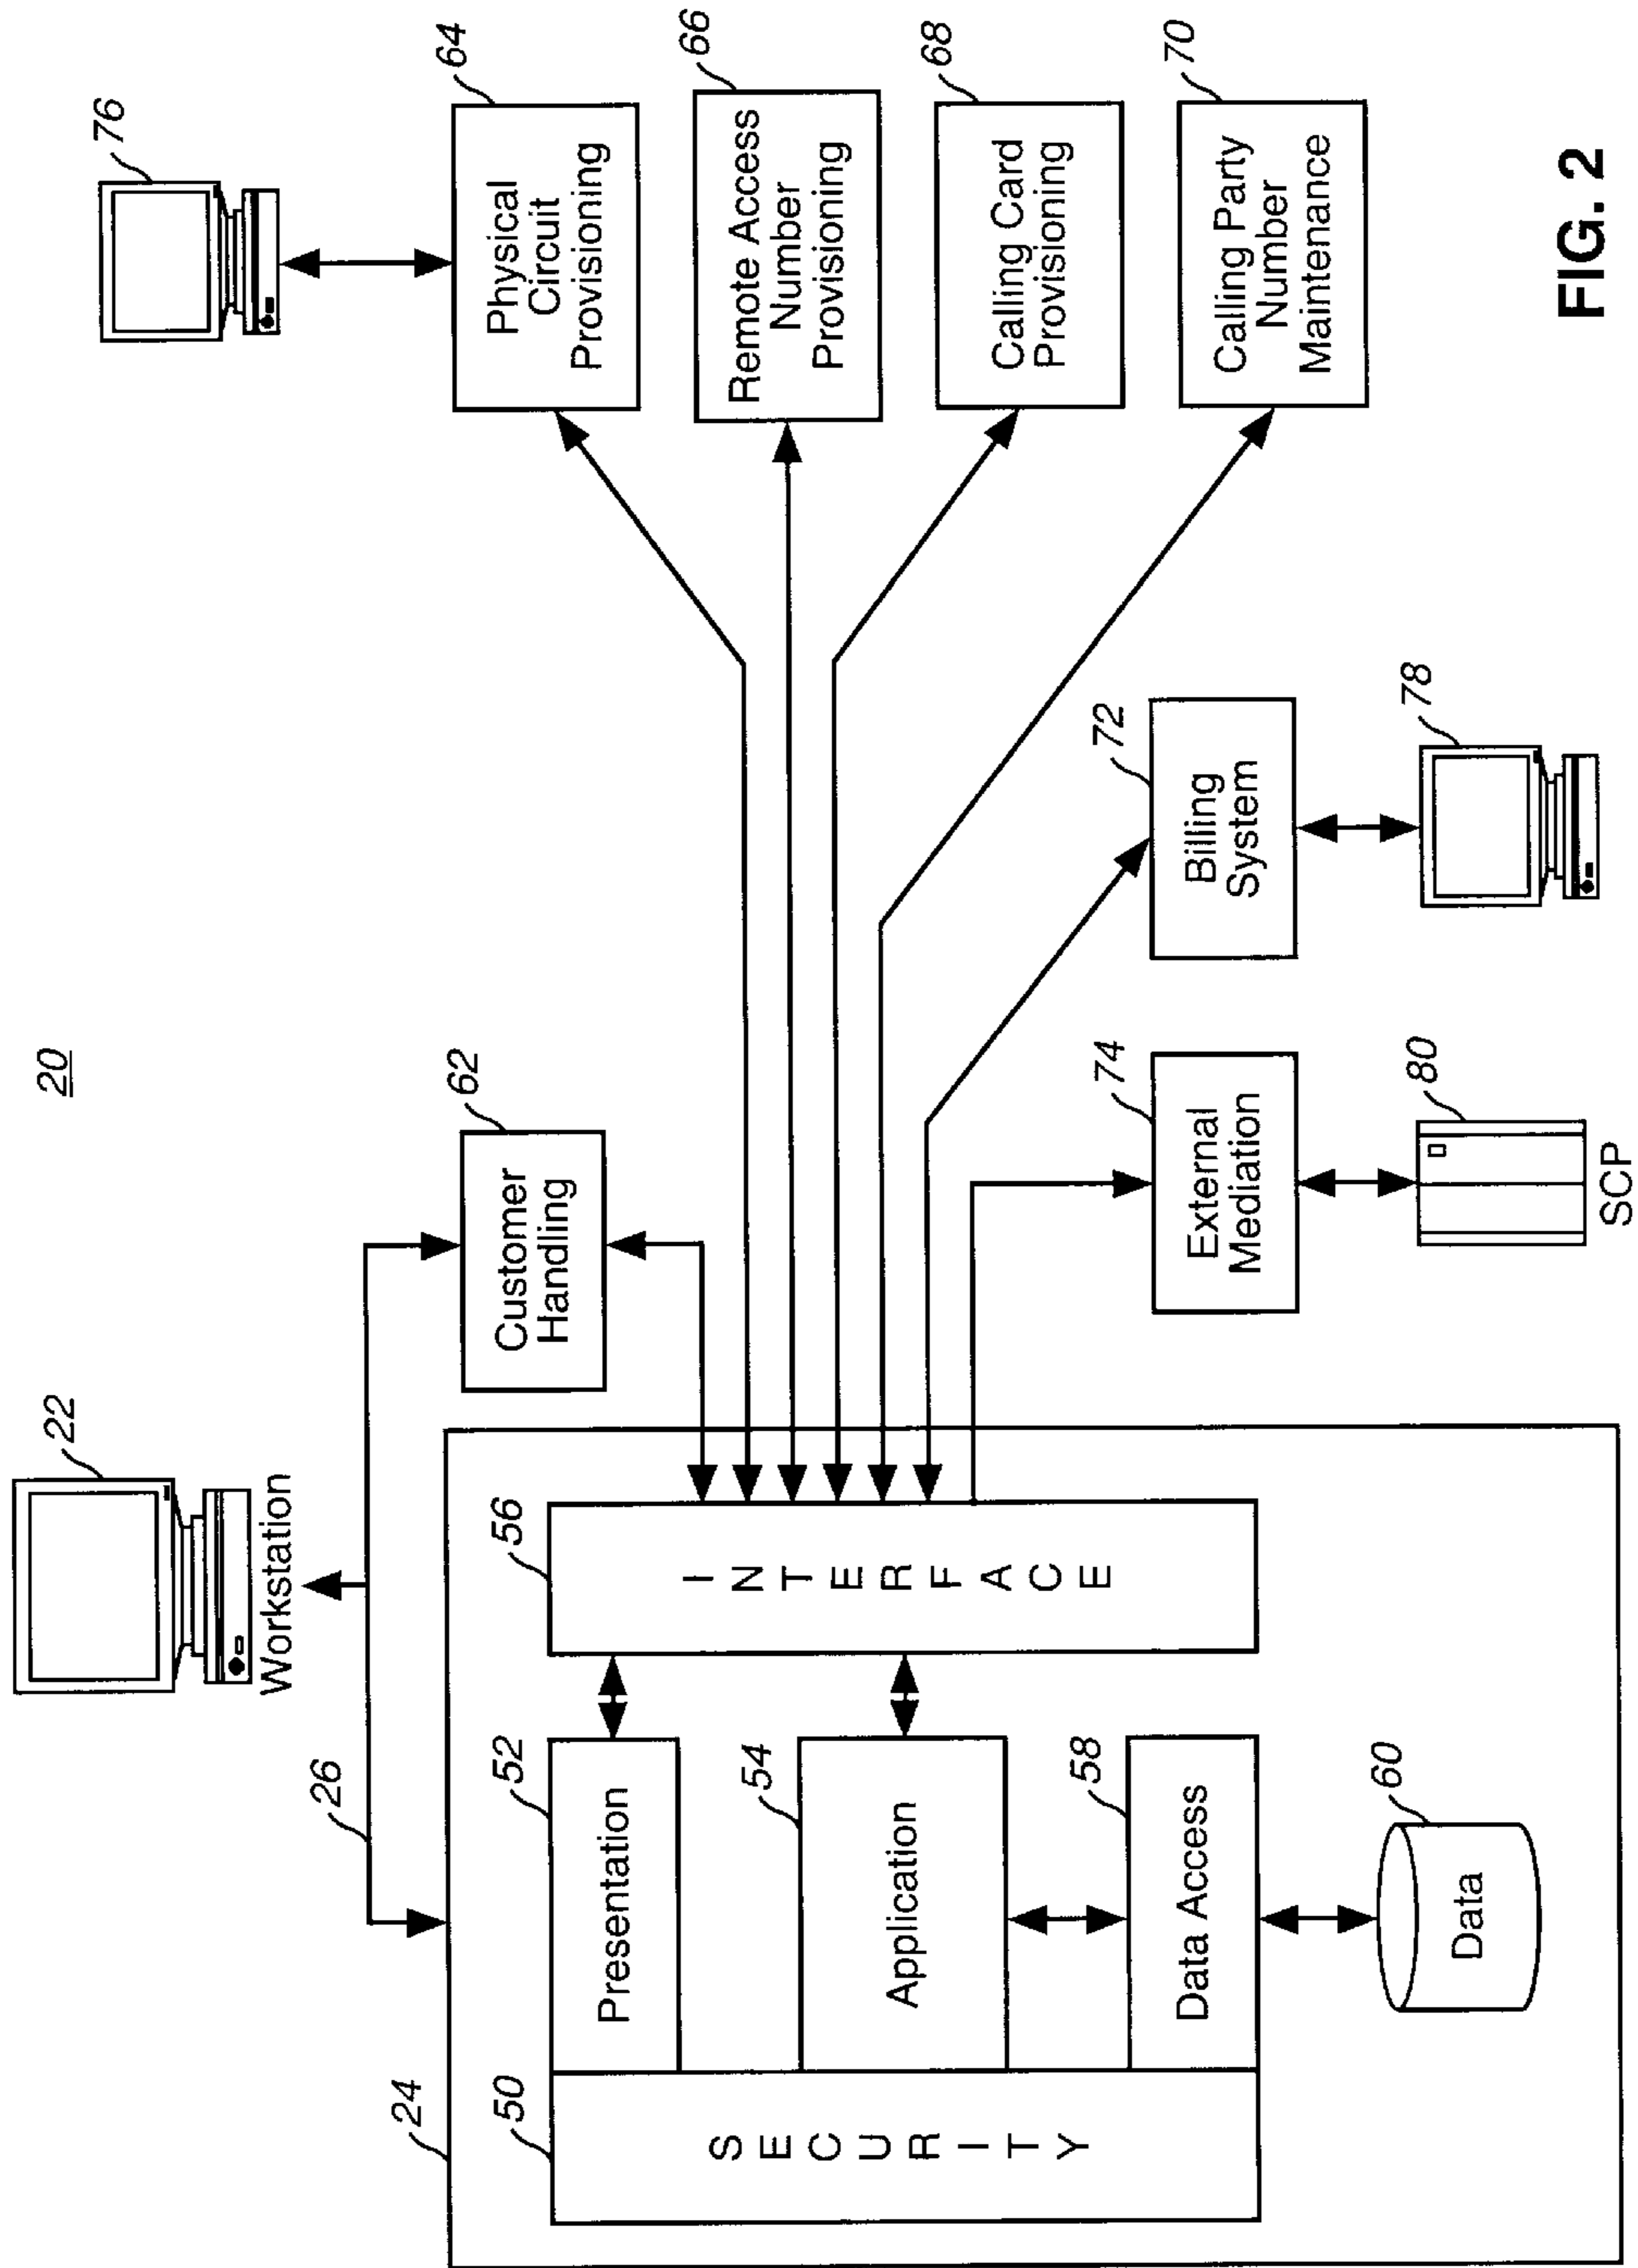 20
22
Workstation
26
24
50
SECURITY
52
Presentation
54
Application
58
Data Access
60
Data
56
INTERFACE
62
Customer
Handling
76
64
Physical
Circuit
Provisioning
66
Remote Access
Number
Provisioning
68
Calling Card
Provisioning
70
Calling Party
Number
Maintenance
72
Billing
System
78
74
External
Mediation
80
SCP
FIG. 2